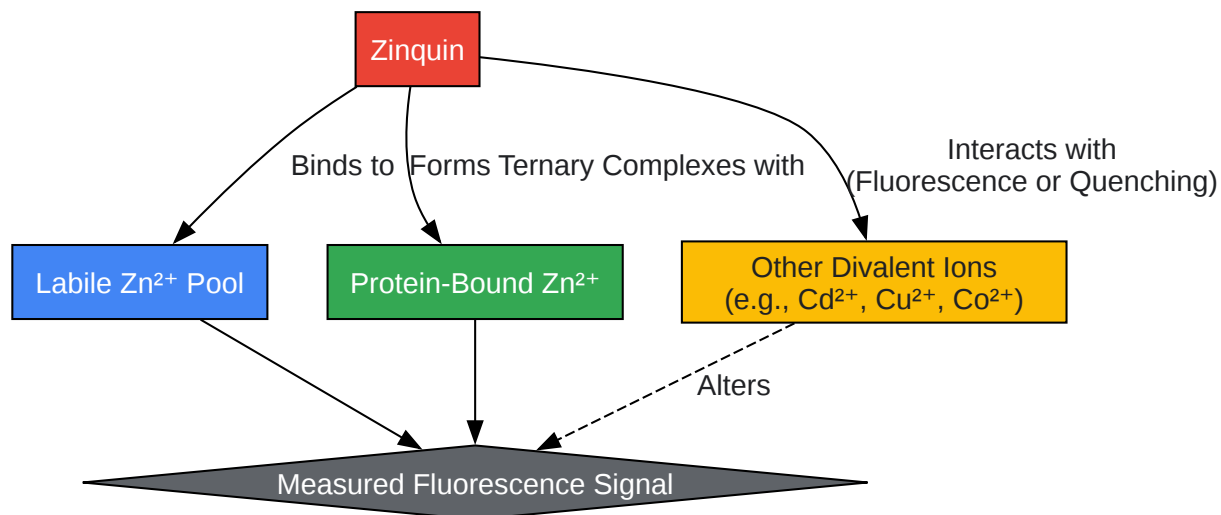 Zinquin
Binds to
Forms Ternary Complexes with
Interacts with
(Fluorescence or Quenching)
Labile Zn²⁺ Pool
Protein-Bound Zn²⁺
Other Divalent Ions
(e.g., Cd²⁺, Cu²⁺, Co²⁺)
Alters
Measured Fluorescence Signal